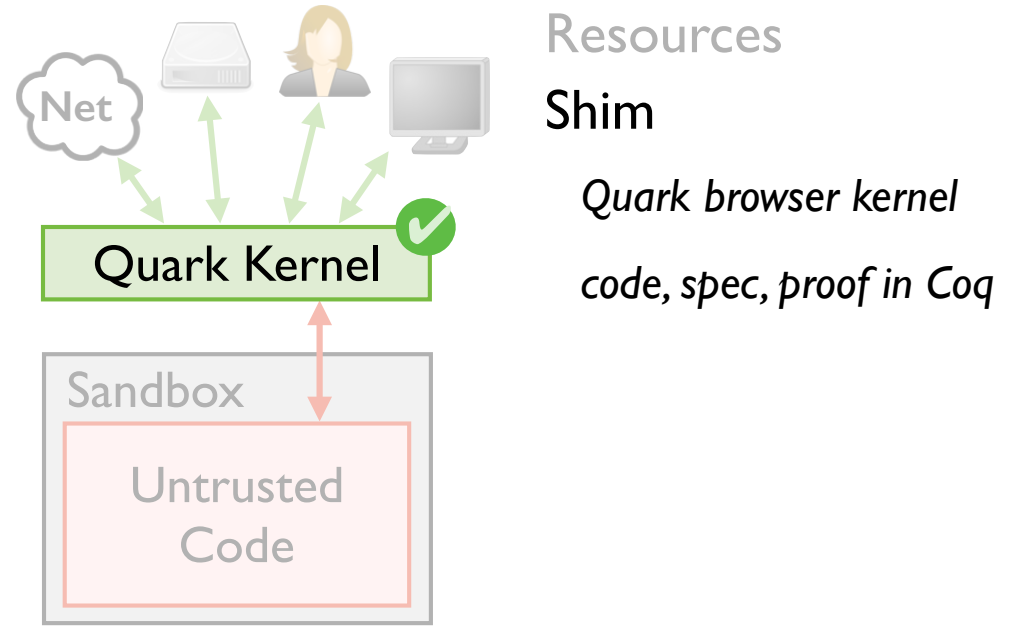 Net
Quark Kernel
Sandbox
Untrusted
Code
Resources
Shim
Quark browser kernel
code, spec, proof in Coq